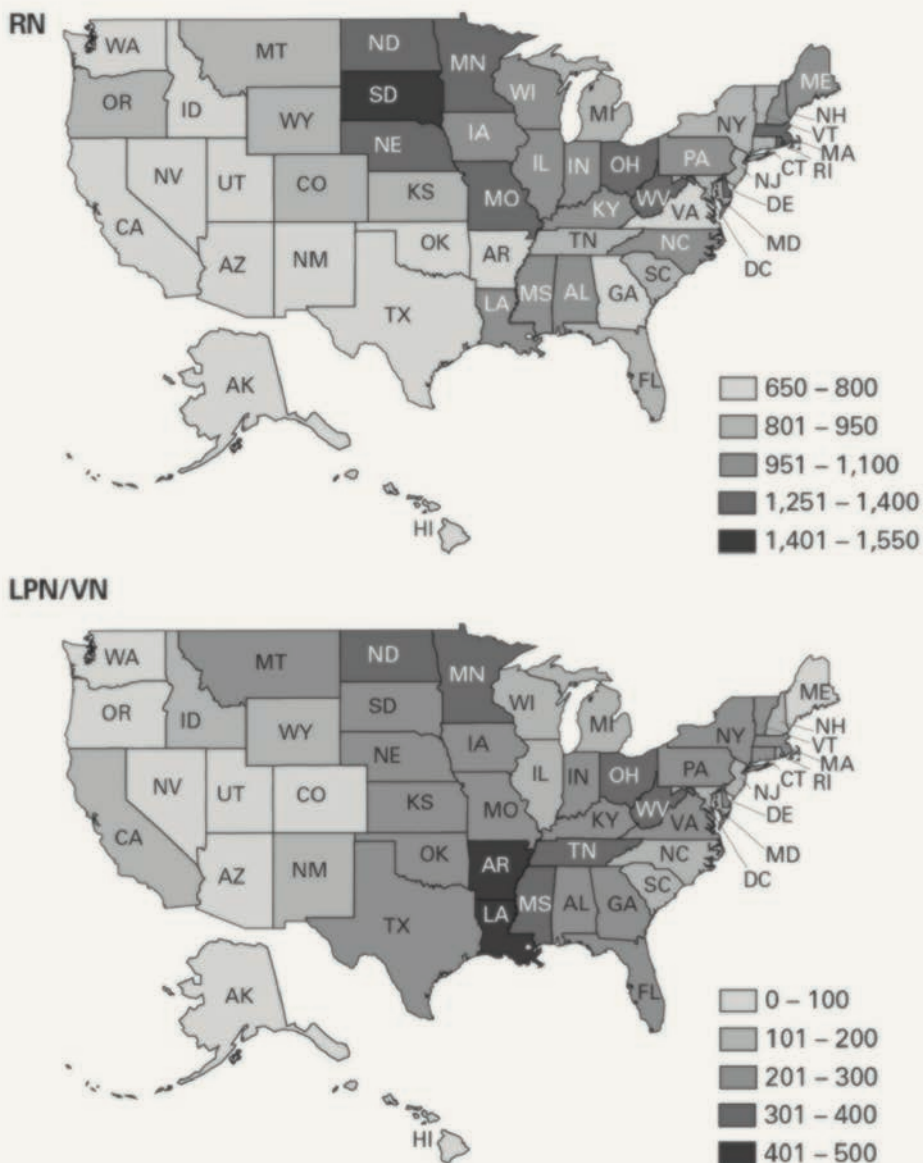 RN
WA
MT
ND
MN
OR
ID
SD
WI
MI
ME
WY
NY
NH
VT
MA
NV
UT
CO
NE
IA
IL
IN
OH
PA
CT
RI
NJ
CA
KS
MO
KY
WV
VA
DE
MD
DC
AZ
NM
OK
AR
TN
NC
SC
TX
LA
MS
AL
GA
FL
AK
HI
650 – 800
801 – 950
951 – 1,100
1,251 – 1,400
1,401 – 1,550
LPN/VN
WA
MT
ND
MN
OR
ID
SD
WI
MI
ME
WY
NY
NH
VT
MA
NV
UT
CO
NE
IA
IL
IN
OH
PA
CT
RI
NJ
CA
KS
MO
KY
WV
VA
DE
MD
DC
AZ
NM
OK
AR
TN
NC
SC
TX
LA
MS
AL
GA
FL
AK
HI
0 – 100
101 – 200
201 – 300
301 – 400
401 – 500